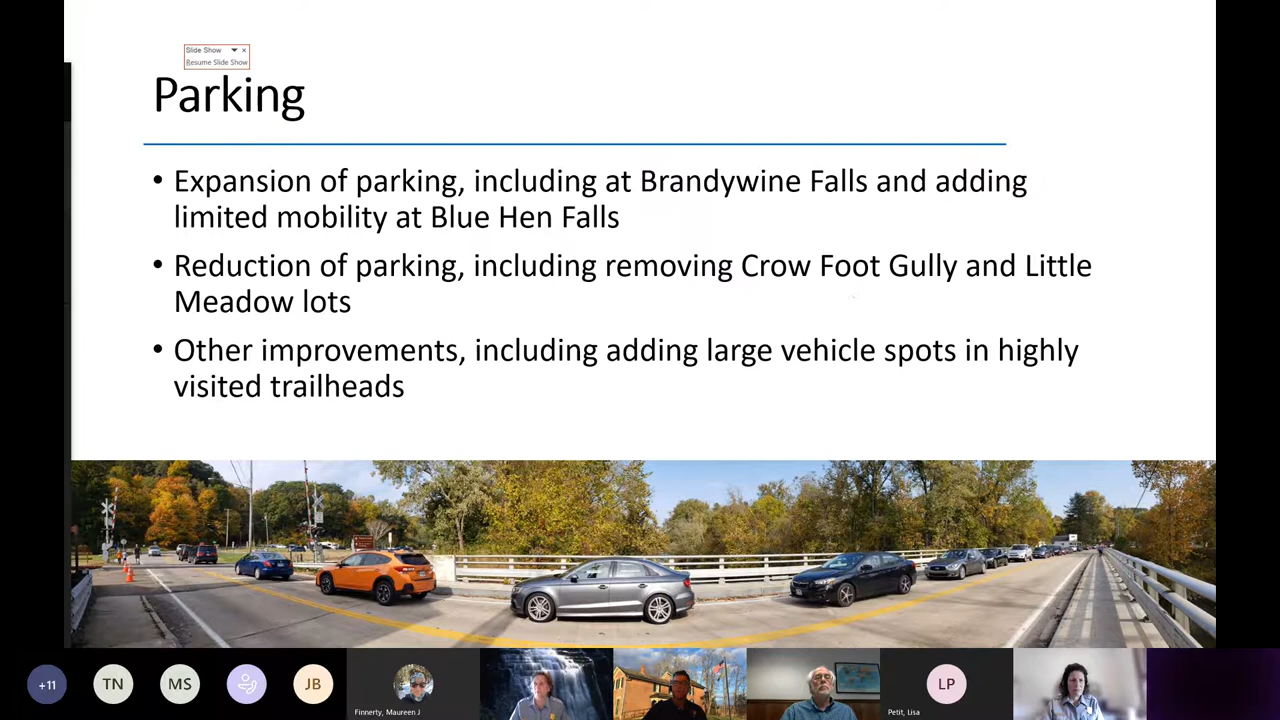 Slide Show
Resume Slide Show
Parking
• Expansion of parking, including at Brandywine Falls and adding
limited mobility at Blue Hen Falls
• Reduction of parking, including removing Crow Foot Gully and Little
Meadow lots
• Other improvements, including adding large vehicle spots in highly
visited trailheads
+11
TN
MS
JB
LP
Finnerty, Maureen J
Petit, Lisa